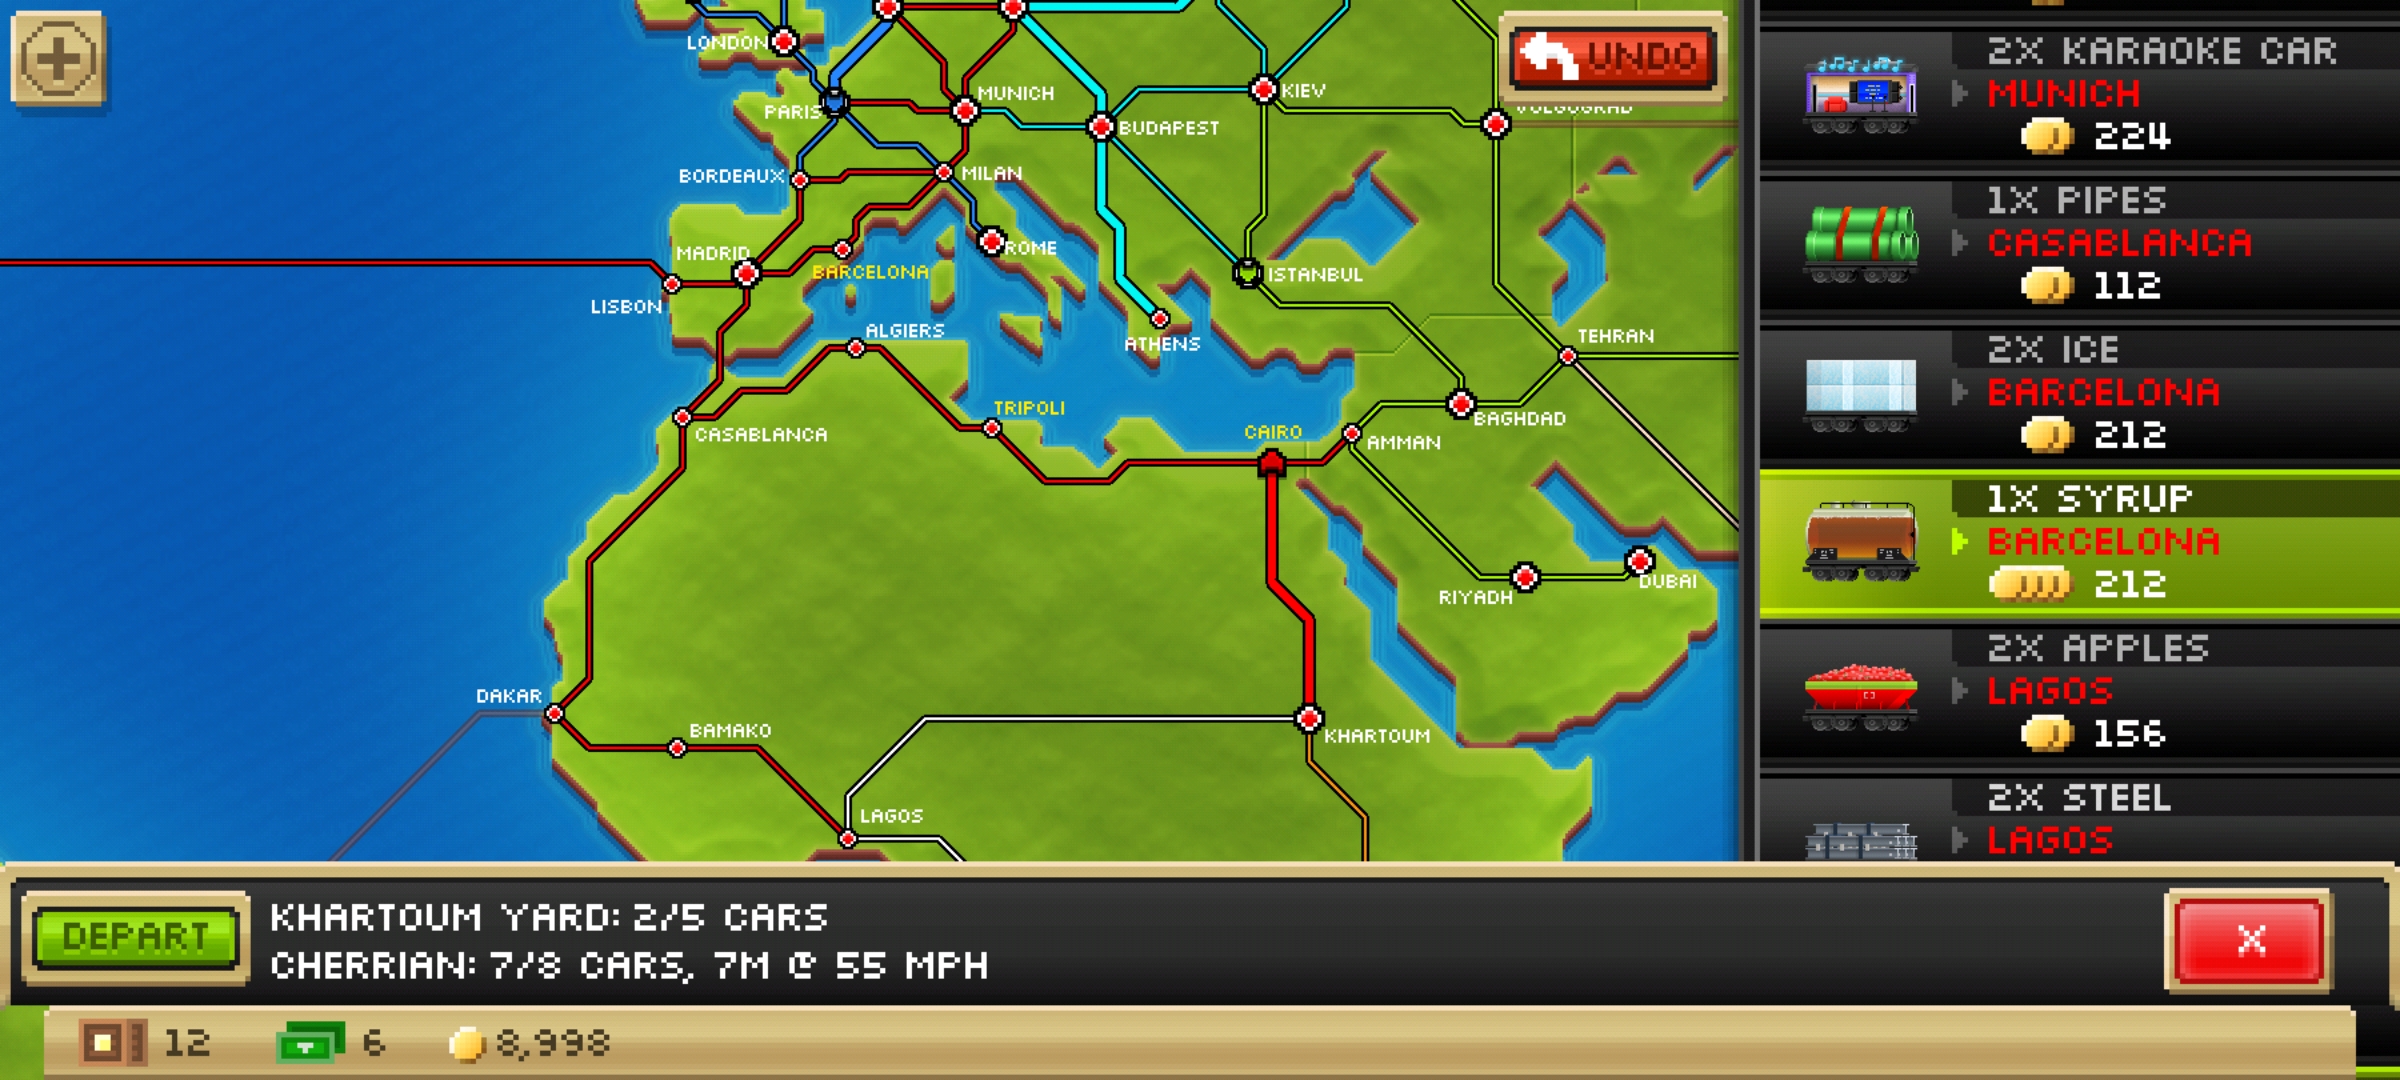 LONDON
PARIS
MUNICH
BUDAPEST
KIEV
VOLGOGRAD
BORDEAUX
MILAN
MADRID
BARCELONA
ROME
LISBON
ISTANBUL
ALGIERS
ATHENS
TEHRAN
TRIPOLI
CASABLANCA
CAIRO
AMMAN
BAGHDAD
RIYADH
DUBAI
DAKAR
BAMAKO
KHARTOUM
LAGOS
UNDO
2X KARAOKE CAR
MUNICH
224
1X PIPES
CASABLANCA
112
2X ICE
BARCELONA
212
1X SYRUP
BARCELONA
212
2X APPLES
LAGOS
156
2X STEEL
LAGOS
DEPART
KHARTOUM YARD: 2/5 CARS
CHERRIAN: 7/8 CARS, 7M @ 55 MPH
X
12
6
8,998